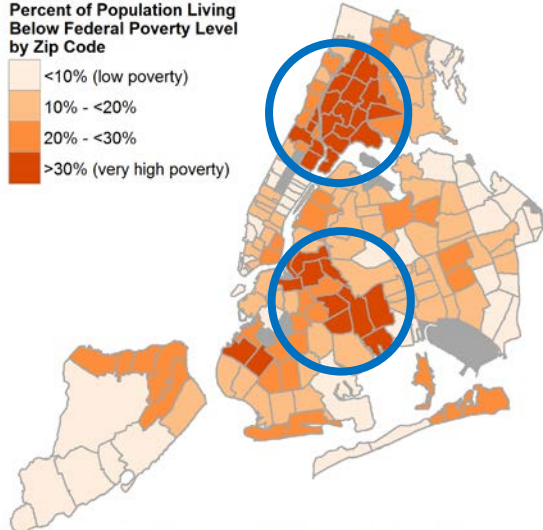 Percent of Population Living
Below Federal Poverty Level
by Zip Code
<10% (low poverty)
10% - <20%
20% - <30%
>30% (very high poverty)